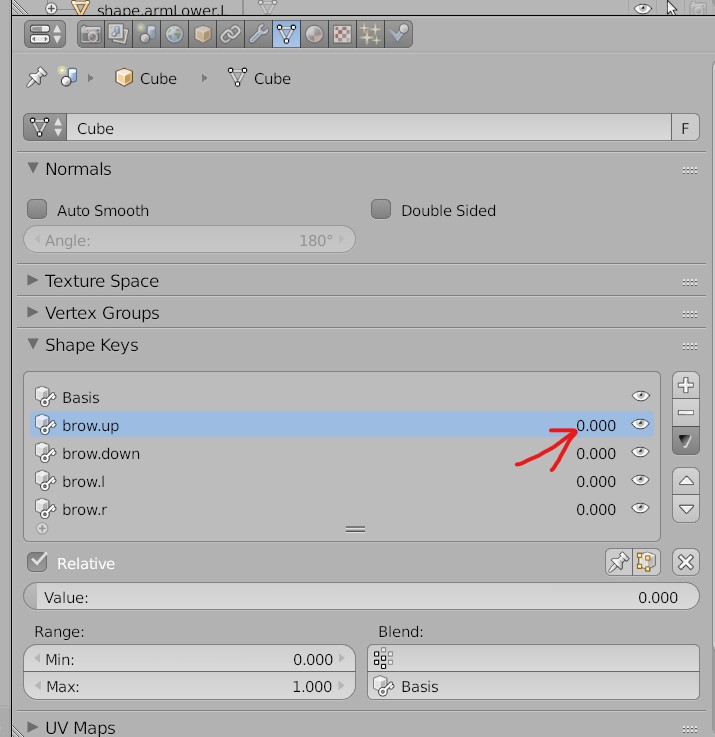 shape.armLower.L
Cube Cube
Cube F
Normals
Auto Smooth Double Sided
Angle: 180°
Texture Space
Vertex Groups
Shape Keys
Basis
brow.up 0.000
brow.down 0.000
brow.l 0.000
brow.r 0.000
Relative
Value: 0.000
Range: Blend:
Min: 0.000
Max: 1.000 Basis
UV Maps